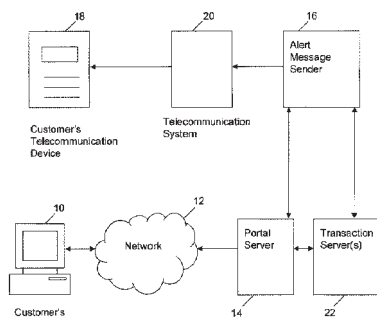 18
20
16
Alert
Message
Sender
Customer's
Telecommunication
Device
Telecommunication
System
10
12
Network
Portal
Server
Transaction
Server(s)
Customer's
14
22